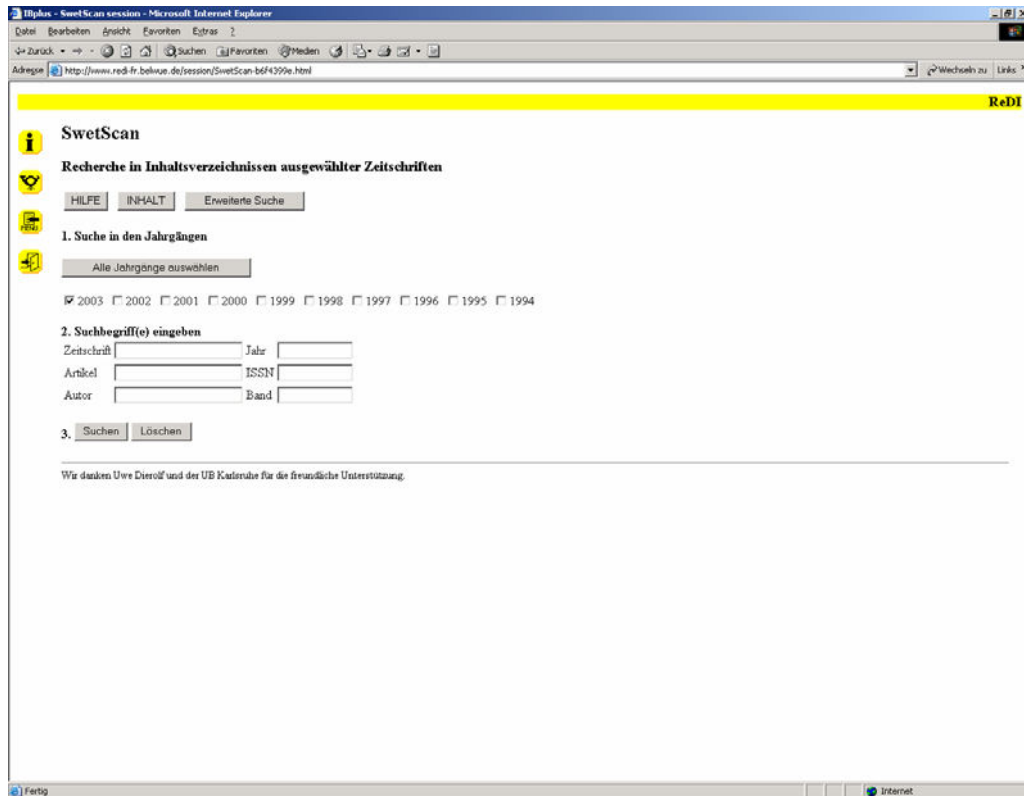 IBplus - SwetScan session - Microsoft Internet Explorer
Datei Bearbeiten Ansicht Favoriten Extras ?
Zurück Suchen Favoriten Medien
Adresse http://www.redi-fr.belwue.de/session/SwetScan-b6f4399e.html Wechseln zu Links
ReDI
SwetScan
Recherche in Inhaltsverzeichnissen ausgewählter Zeitschriften
HILFE INHALT Erweiterte Suche
MENU
1. Suche in den Jahrgängen
Alle Jahrgänge auswählen
2003 2002 2001 2000 1999 1998 1997 1996 1995 1994
2. Suchbegriff(e) eingeben
Zeitschrift Jahr
Artikel ISSN
Autor Band
3. Suchen Löschen
Wir danken Uwe Dierolf und der UB Karlsruhe für die freundliche Unterstützung.
Fertig Internet